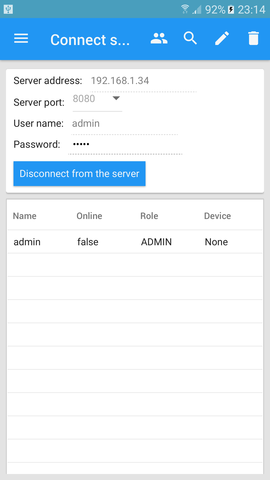 92% 23:14
Connect s...
Server address: 192.168.1.34
Server port: 8080
User name: admin
Password: •••••
Disconnect from the server
Name Online Role Device
admin false ADMIN None